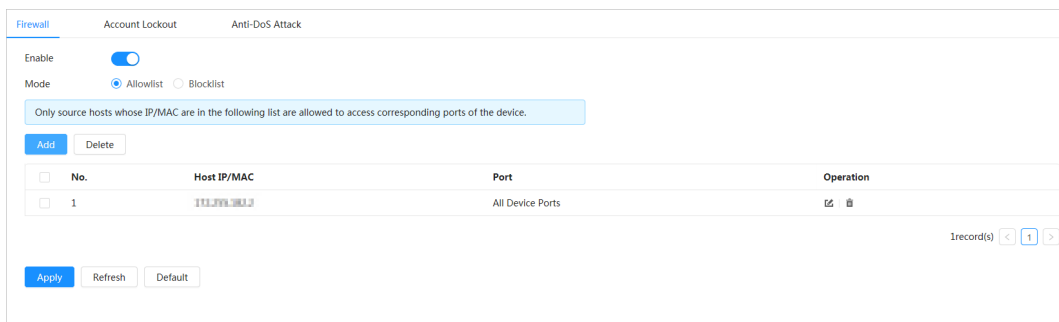 Firewall Account Lockout Anti-DoS Attack
Enable
Mode Allowlist Blocklist
Only source hosts whose IP/MAC are in the following list are allowed to access corresponding ports of the device.
Add Delete
No. Host IP/MAC Port Operation
1 All Device Ports
1record(s) < 1 >
Apply Refresh Default